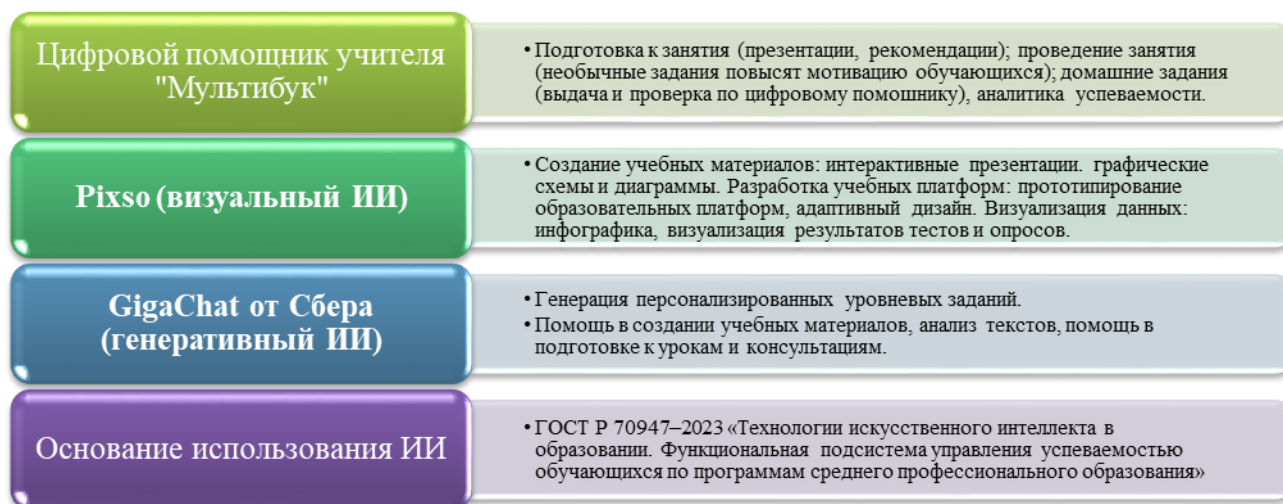 Цифровой помощник учителя
"Мультибук"
• Подготовка к занятия (презентации, рекомендации); проведение занятия
(необычные задания повысят мотивацию обучающихся); домашние задания
(выдача и проверка по цифровому помошнику), аналитика успеваемости.
Pixso (визуальный ИИ)
• Создание учебных материалов: интерактивные презентации. графические
схемы и диаграммы. Разработка учебных платформ: прототипирование
образовательных платформ, адаптивный дизайн. Визуализация данных:
инфографика, визуализация результатов тестов и опросов.
GigaChat от Сбера
(генеративный ИИ)
• Генерация персонализированных уровневых заданий.
• Помощь в создании учебных материалов, анализ текстов, помощь в
подготовке к урокам и консультациям.
Основание использования ИИ
• ГОСТ Р 70947–2023 «Технологии искусственного интеллекта в
образовании. Функциональная подсистема управления успеваемостью
обучающихся по программам среднего профессионального образования»